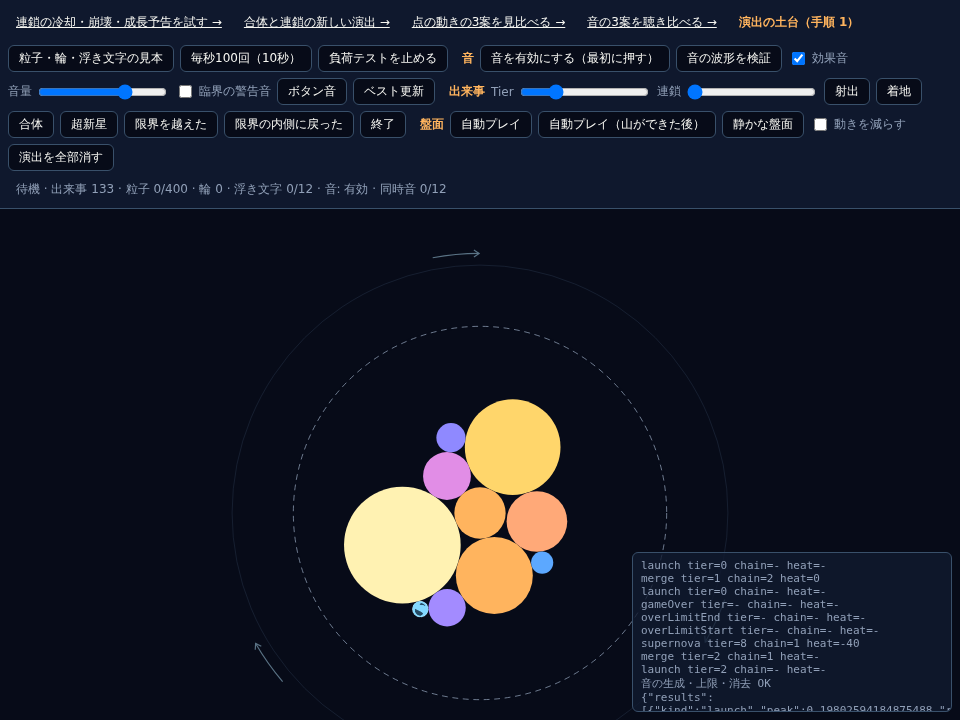 連鎖の冷却・崩壊・成長予告を試す → 合体と連鎖の新しい演出 → 点の動きの3案を見比べる → 音の3案を聴き比べる → 演出の土台（手順 1）
粒子・輪・浮き文字の見本 毎秒100回（10秒） 負荷テストを止める 音 音を有効にする（最初に押す） 音の波形を検証 効果音
音量 臨界の警告音 ボタン音 ベスト更新 出来事 Tier 連鎖 射出 着地
合体 超新星 限界を越えた 限界の内側に戻った 終了 盤面 自動プレイ 自動プレイ（山ができた後） 静かな盤面 動きを減らす
演出を全部消す
待機 · 出来事 133 · 粒子 0/400 · 輪 0 · 浮き文字 0/12 · 音: 有効 · 同時音 0/12
launch tier=0 chain=- heat=-
merge tier=1 chain=2 heat=0
launch tier=0 chain=- heat=-
gameOver tier=- chain=- heat=-
overLimitEnd tier=- chain=- heat=-
overLimitStart tier=- chain=- heat=-
supernova tier=8 chain=1 heat=-40
merge tier=2 chain=1 heat=-
launch tier=2 chain=- heat=-
音の生成・上限・消去 OK
{"results":
[{"kind":"launch","peak":0.19802594184875488,"r